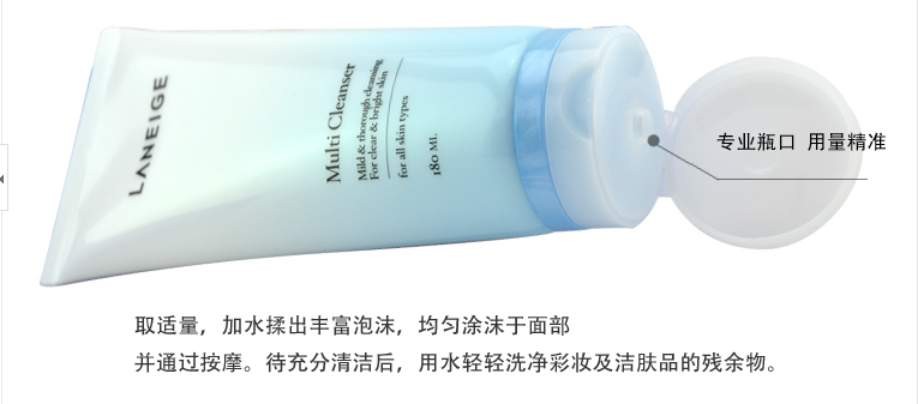 LANEIGE
Multi Cleanser
Mild & thorough cleansing
For clear & bright skin
for all skin types
180 ML
专业瓶口 用量精准
取适量，加水揉出丰富泡沫，均匀涂沫于面部
并通过按摩。待充分清洁后，用水轻轻洗净彩妆及洁肤品的残余物。